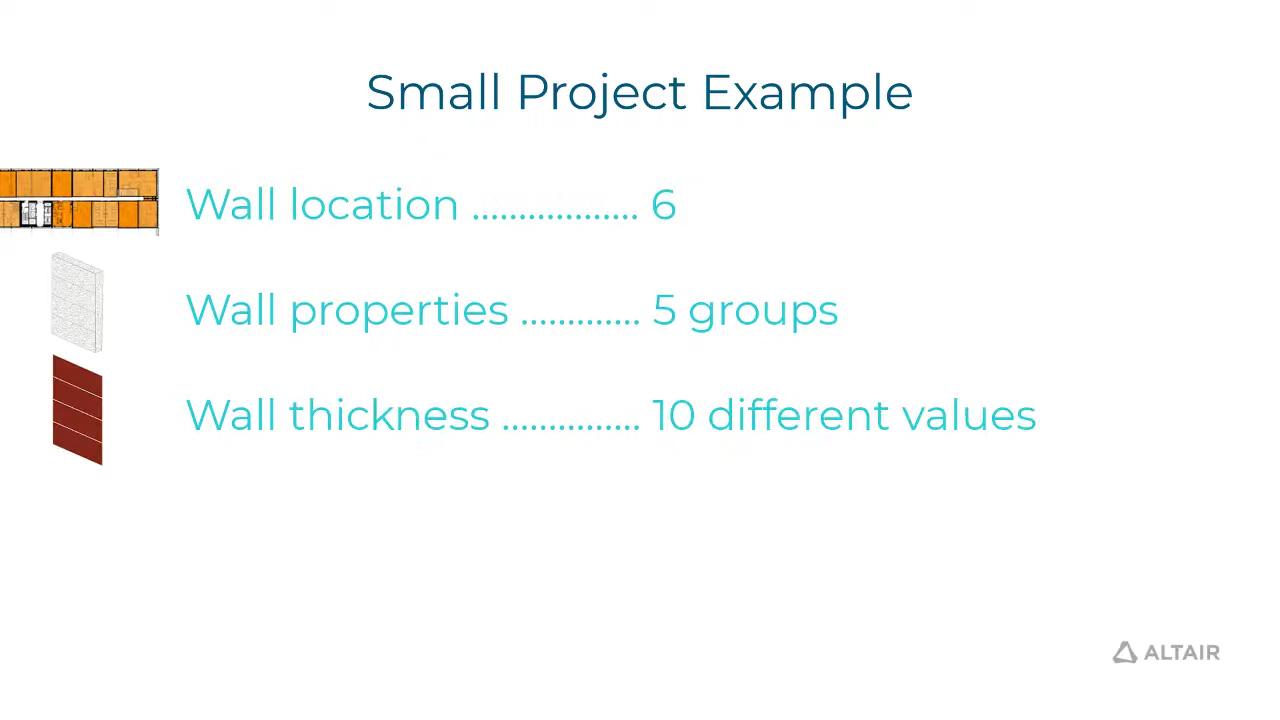 Small Project Example
Wall location .................. 6
Wall properties ............. 5 groups
Wall thickness ............... 10 different values
ALTAIR